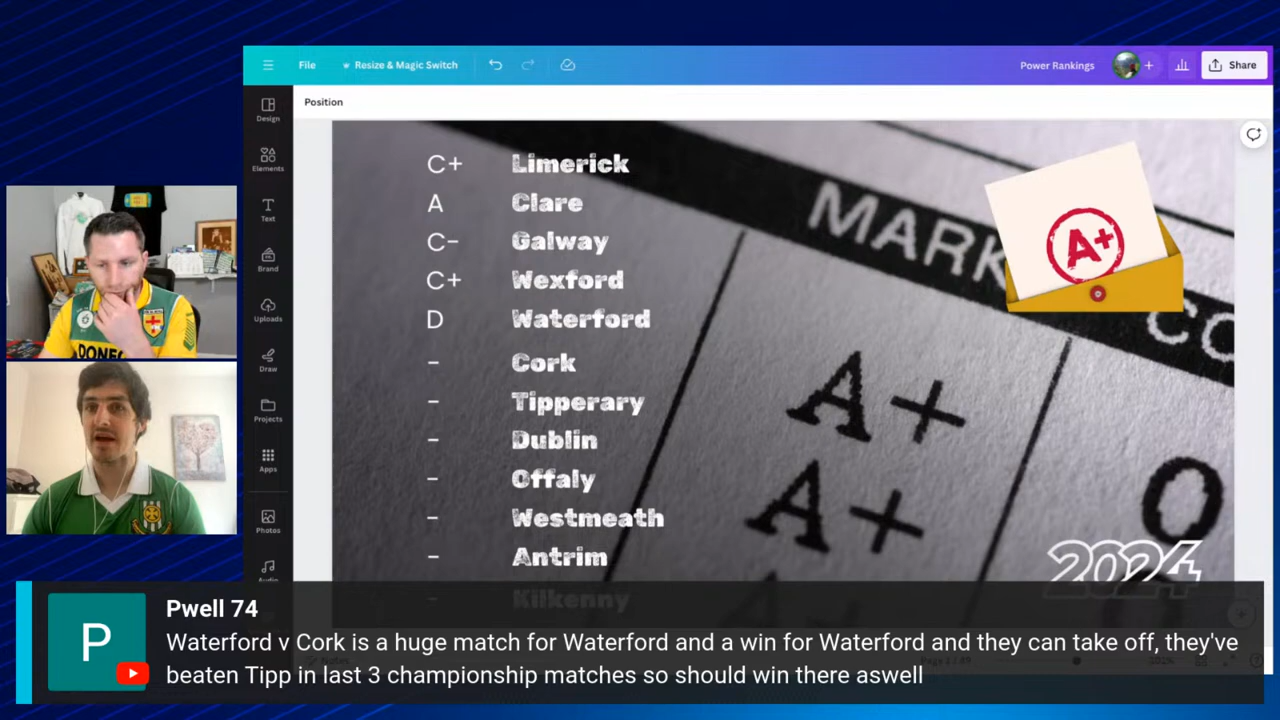 File
Resize & Magic Switch
Power Rankings
Share
Position
Design
Elements
Text
Brand
Uploads
Draw
Projects
Apps
Photos
Audio
C+ Limerick
A Clare
C- Galway
C+ Wexford
D Waterford
- Cork
- Tipperary
- Dublin
- Offaly
- Westmeath
- Antrim
- Kilkenny
MARK
CO
A+
A+
A+
2024
P
Pwell 74
Waterford v Cork is a huge match for Waterford and a win for Waterford and they can take off, they've
beaten Tipp in last 3 championship matches so should win there aswell